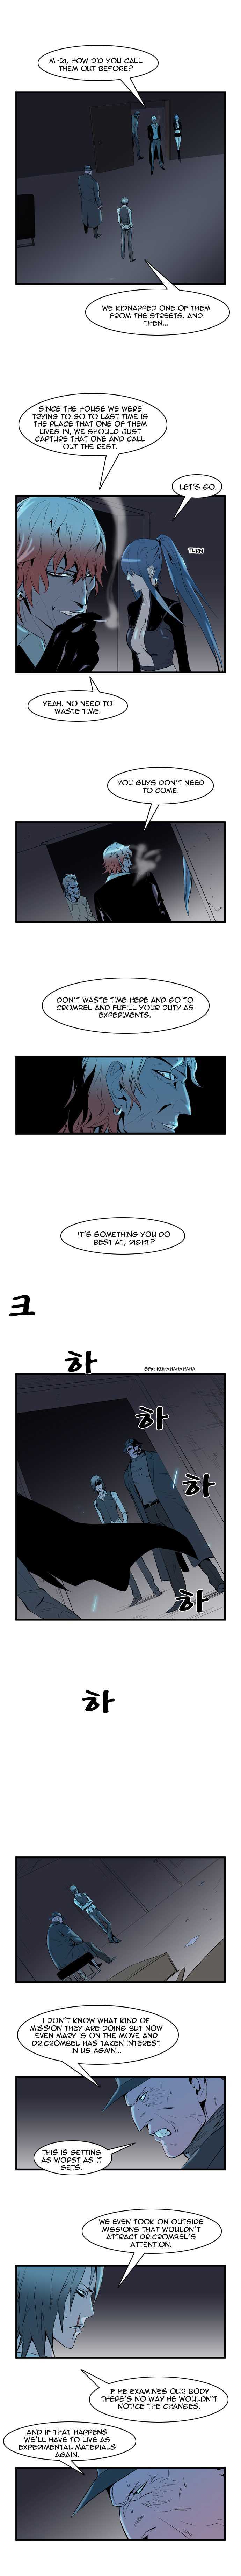 M-21, HOW DID YOU CALL
THEM OUT BEFORE?
WE KIDNAPPED ONE OF THEM
FROM THE STREETS. AND
THEN...
SINCE THE HOUSE WE WERE
TRYING TO GO TO LAST TIME IS
THE PLACE THAT ONE OF THEM
LIVES IN, WE SHOULD JUST
CAPTURE THAT ONE AND CALL
OUT THE REST.
LET'S GO.
TURN
YEAH. NO NEED TO
WASTE TIME.
YOU GUYS DON'T NEED
TO COME.
DON'T WASTE TIME HERE AND GO TO
CROMBEL AND FUFILL YOUR DUTY AS
EXPERIMENTS.
IT'S SOMETHING YOU DO
BEST AT, RIGHT?
크
하
SFX: KUHAHAHAHAHA
하
하
하
하
I DON'T KNOW WHAT KIND OF
MISSION THEY ARE DOING BUT NOW
EVEN MARY IS ON THE MOVE AND
DR.CROMBEL HAS TAKEN INTEREST
IN US AGAIN...
THIS IS GETTING
AS WORST AS IT
GETS.
WE EVEN TOOK ON OUTSIDE
MISSIONS THAT WOULDN'T
ATTRACT DR.CROMBEL'S
ATTENTION.
IF HE EXAMINES OUR BODY
THERE'S NO WAY HE WOULDN'T
NOTICE THE CHANGES.
AND IF THAT HAPPENS
WE'LL HAVE TO LIVE AS
EXPERIMENTAL MATERIALS
AGAIN.